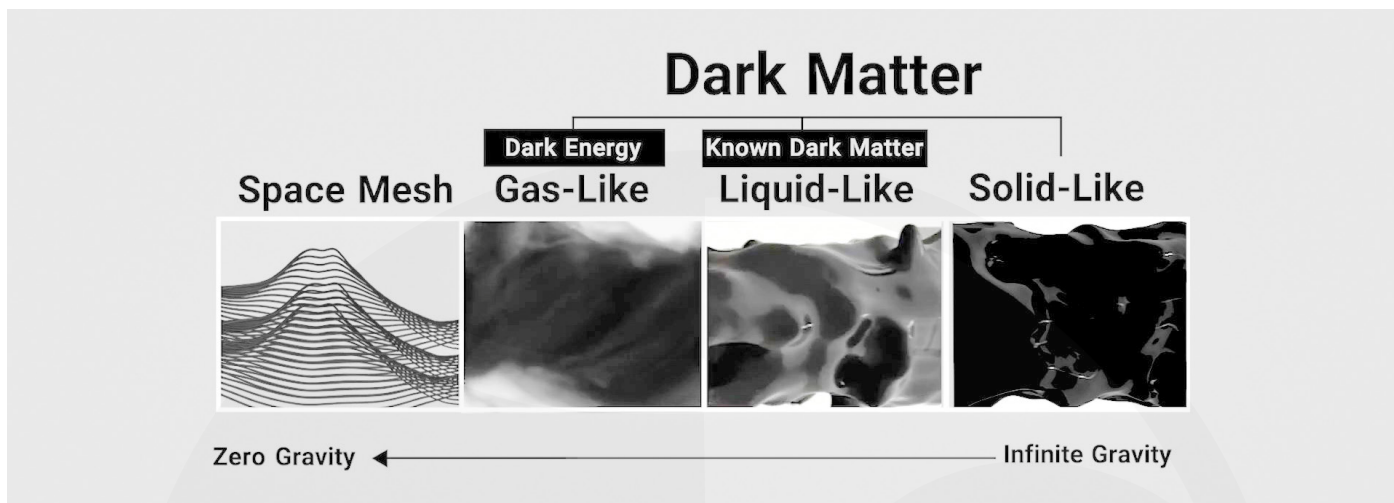 Dark Matter
Dark Energy
Known Dark Matter
Space Mesh
Gas-Like
Liquid-Like
Solid-Like
Zero Gravity
Infinite Gravity